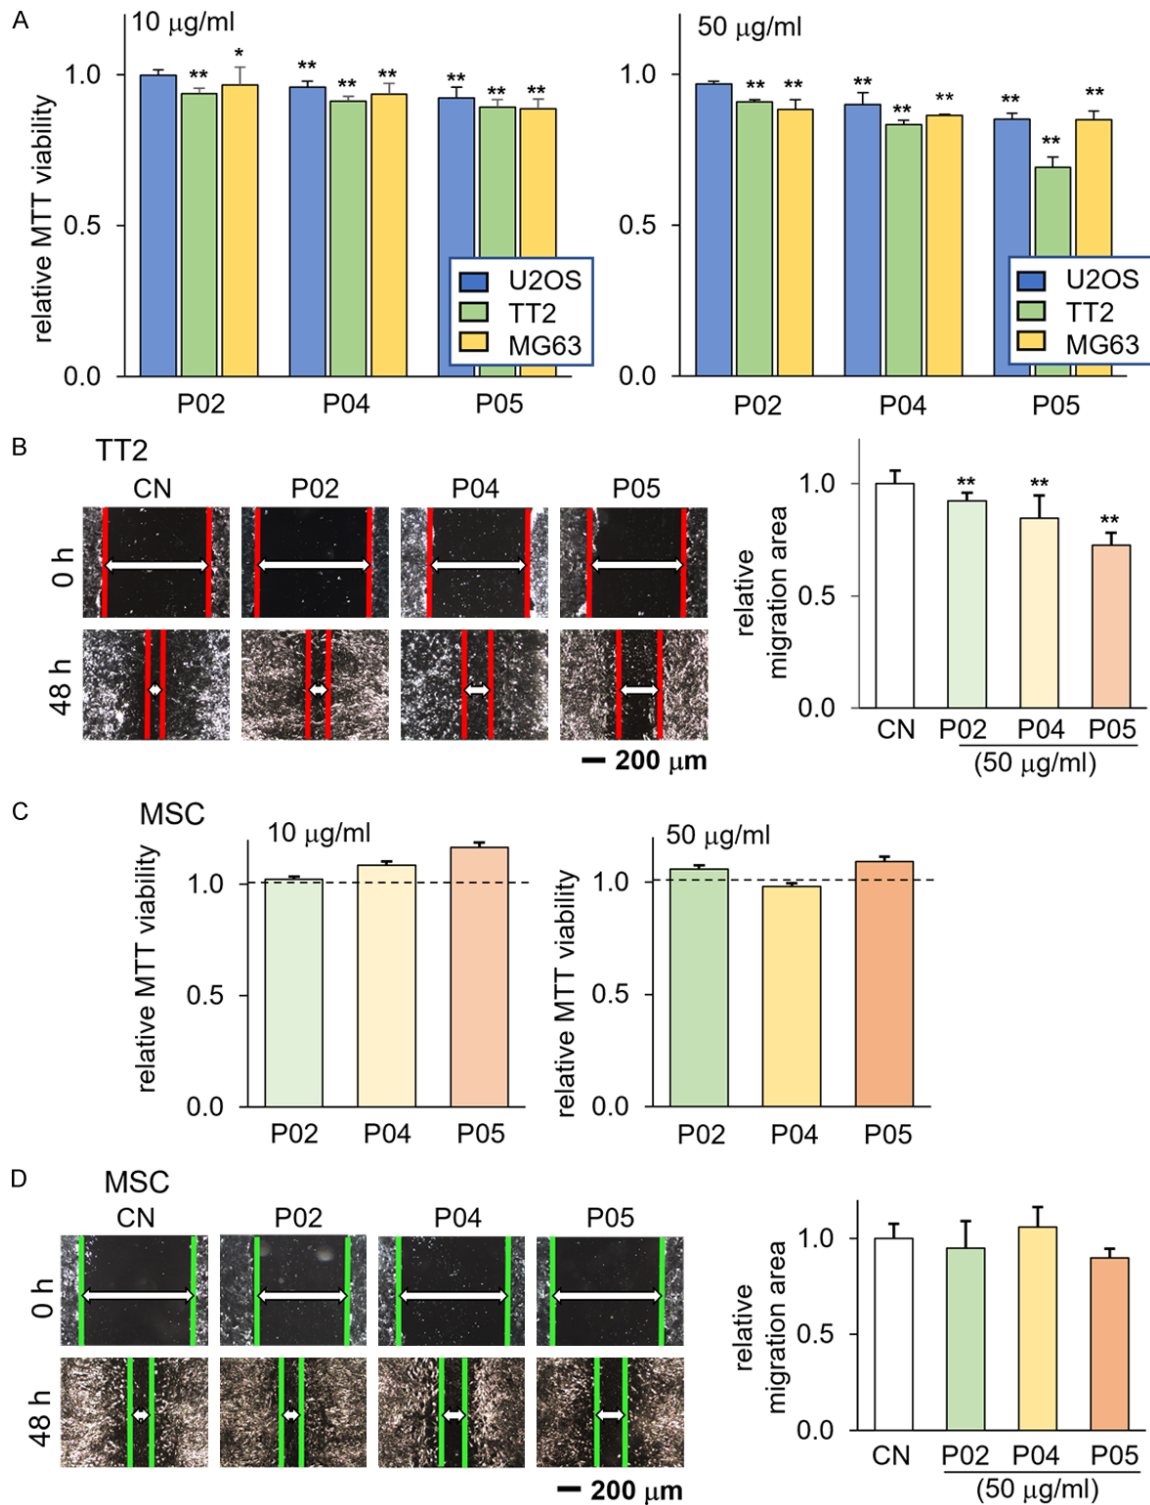 A
10 μg/ml
50 μg/ml
relative MTT viability
1.0
0.5
0.0
** * ** ** ** ** ** **
U2OS
TT2
MG63
P02 P04 P05
1.0
0.5
0.0
** ** ** ** ** ** ** **
U2OS
TT2
MG63
P02 P04 P05
B
TT2
CN P02 P04 P05
0 h
48 h
200 μm
relative
migration area
1.0
0.5
0.0
** ** **
CN P02 P04 P05
(50 μg/ml)
C
MSC
10 μg/ml
relative MTT viability
1.0
0.5
0.0
P02 P04 P05
50 μg/ml
relative MTT viability
1.0
0.5
0.0
P02 P04 P05
D
MSC
CN P02 P04 P05
0 h
48 h
200 μm
relative
migration area
1.0
0.5
0.0
CN P02 P04 P05
(50 μg/ml)